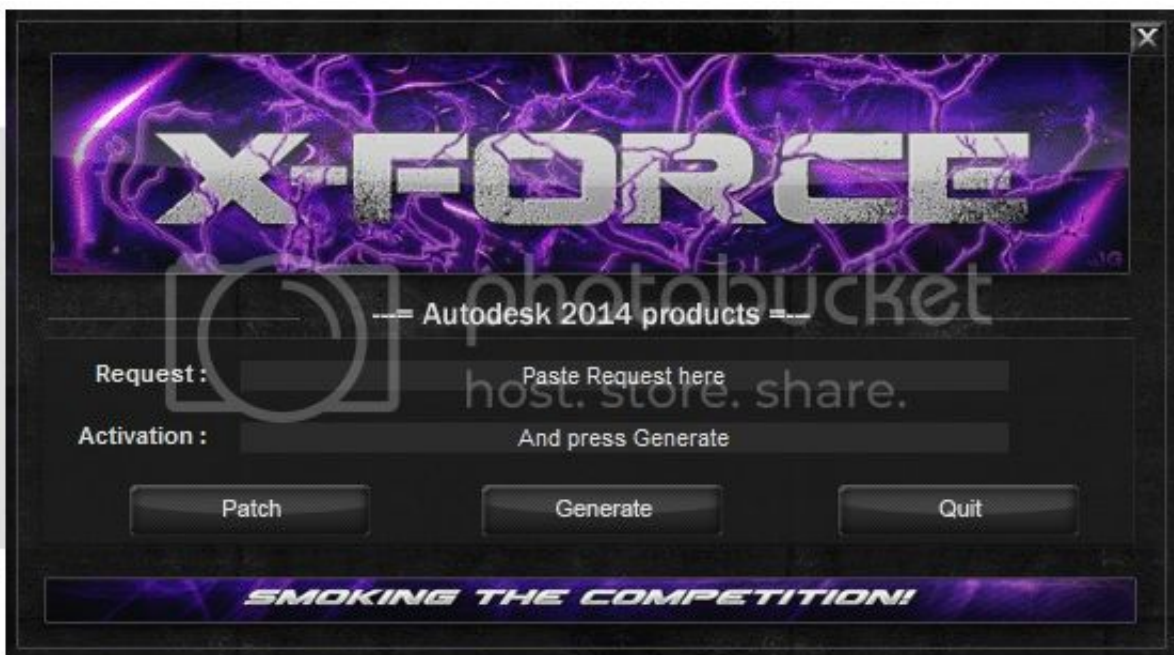 X
X-FORCE
photobucket
---= Autodesk 2014 products =---
Request :
Paste Request here
host. store. share.
Activation :
And press Generate
Patch
Generate
Quit
SMOKING THE COMPETITION!